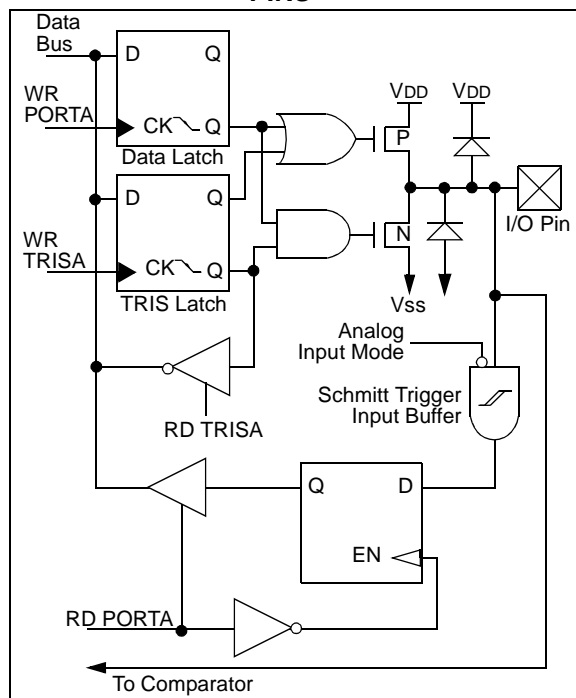 PINS
Data
Bus
D Q
VDD VDD
WR
PORTA
CK Q
P
Data Latch
D Q
I/O Pin
N
WR
TRISA
CK Q
TRIS Latch
VSS
Analog
Input Mode
Schmitt Trigger
Input Buffer
RD TRISA
Q D
EN
RD PORTA
To Comparator